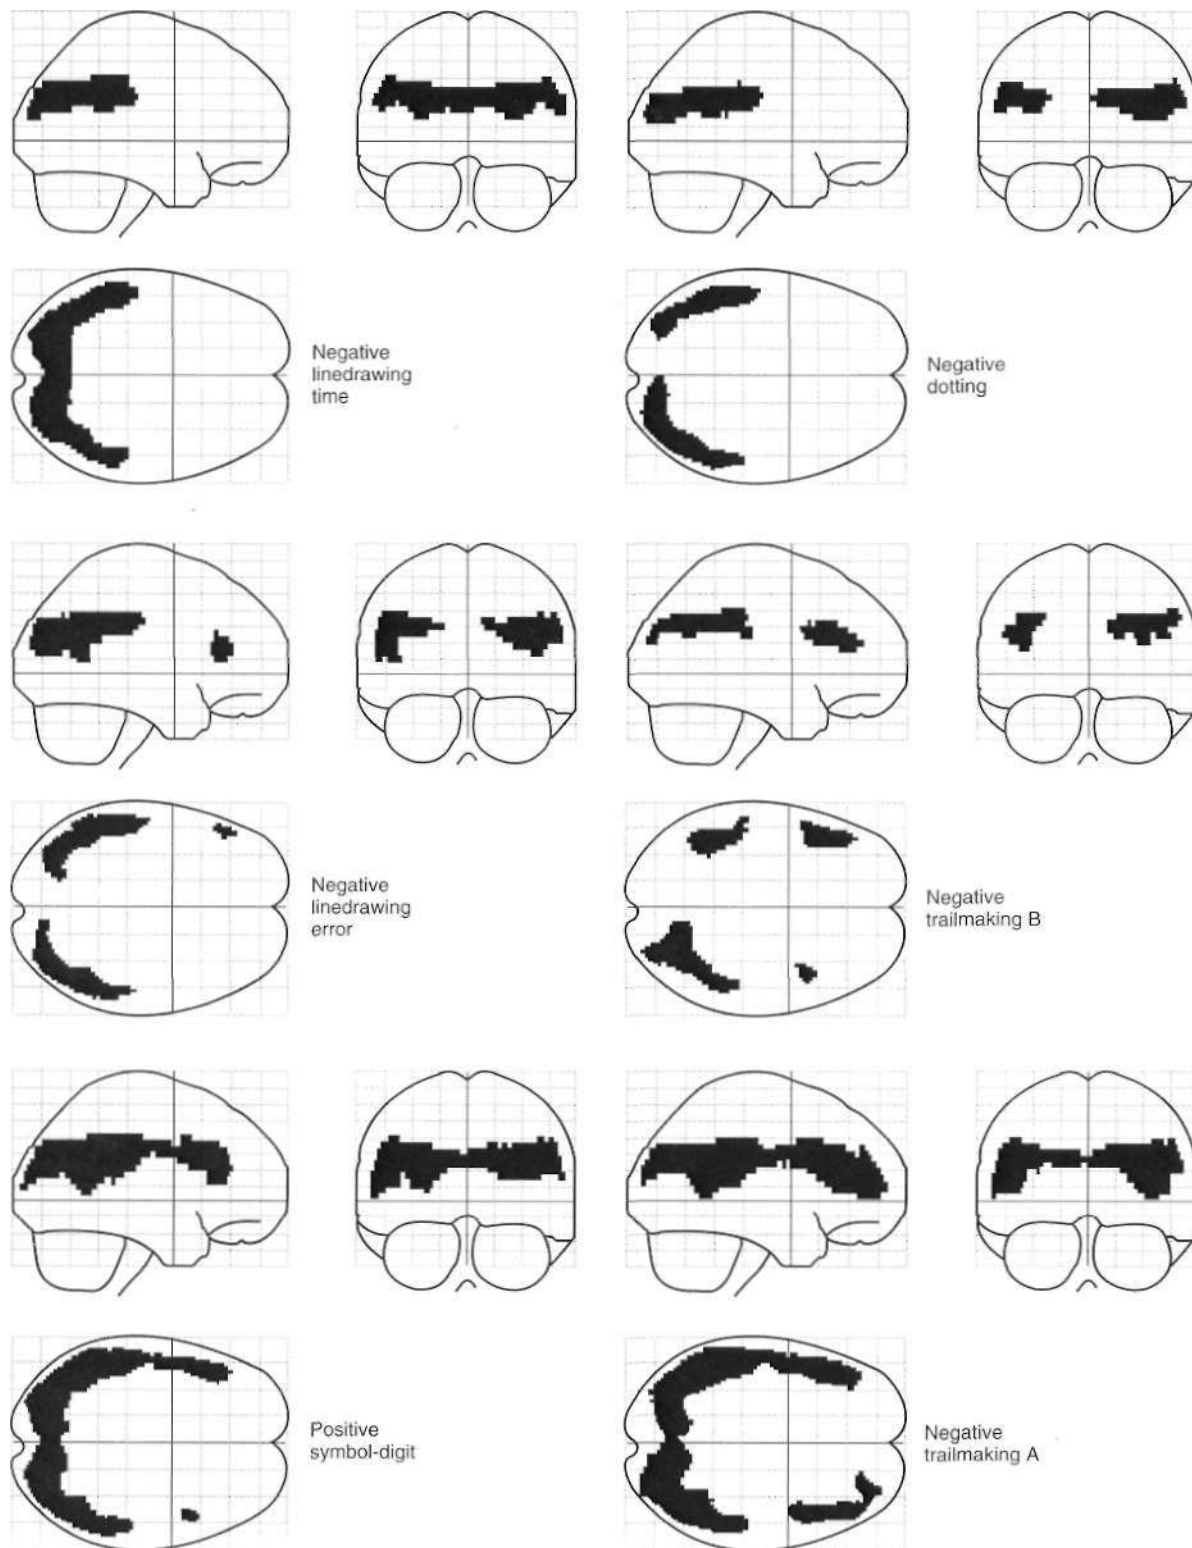 Negative
linedrawing
time
Negative
dotting
Negative
linedrawing
error
Negative
trailmaking B
Positive
symbol-digit
Negative
trailmaking A